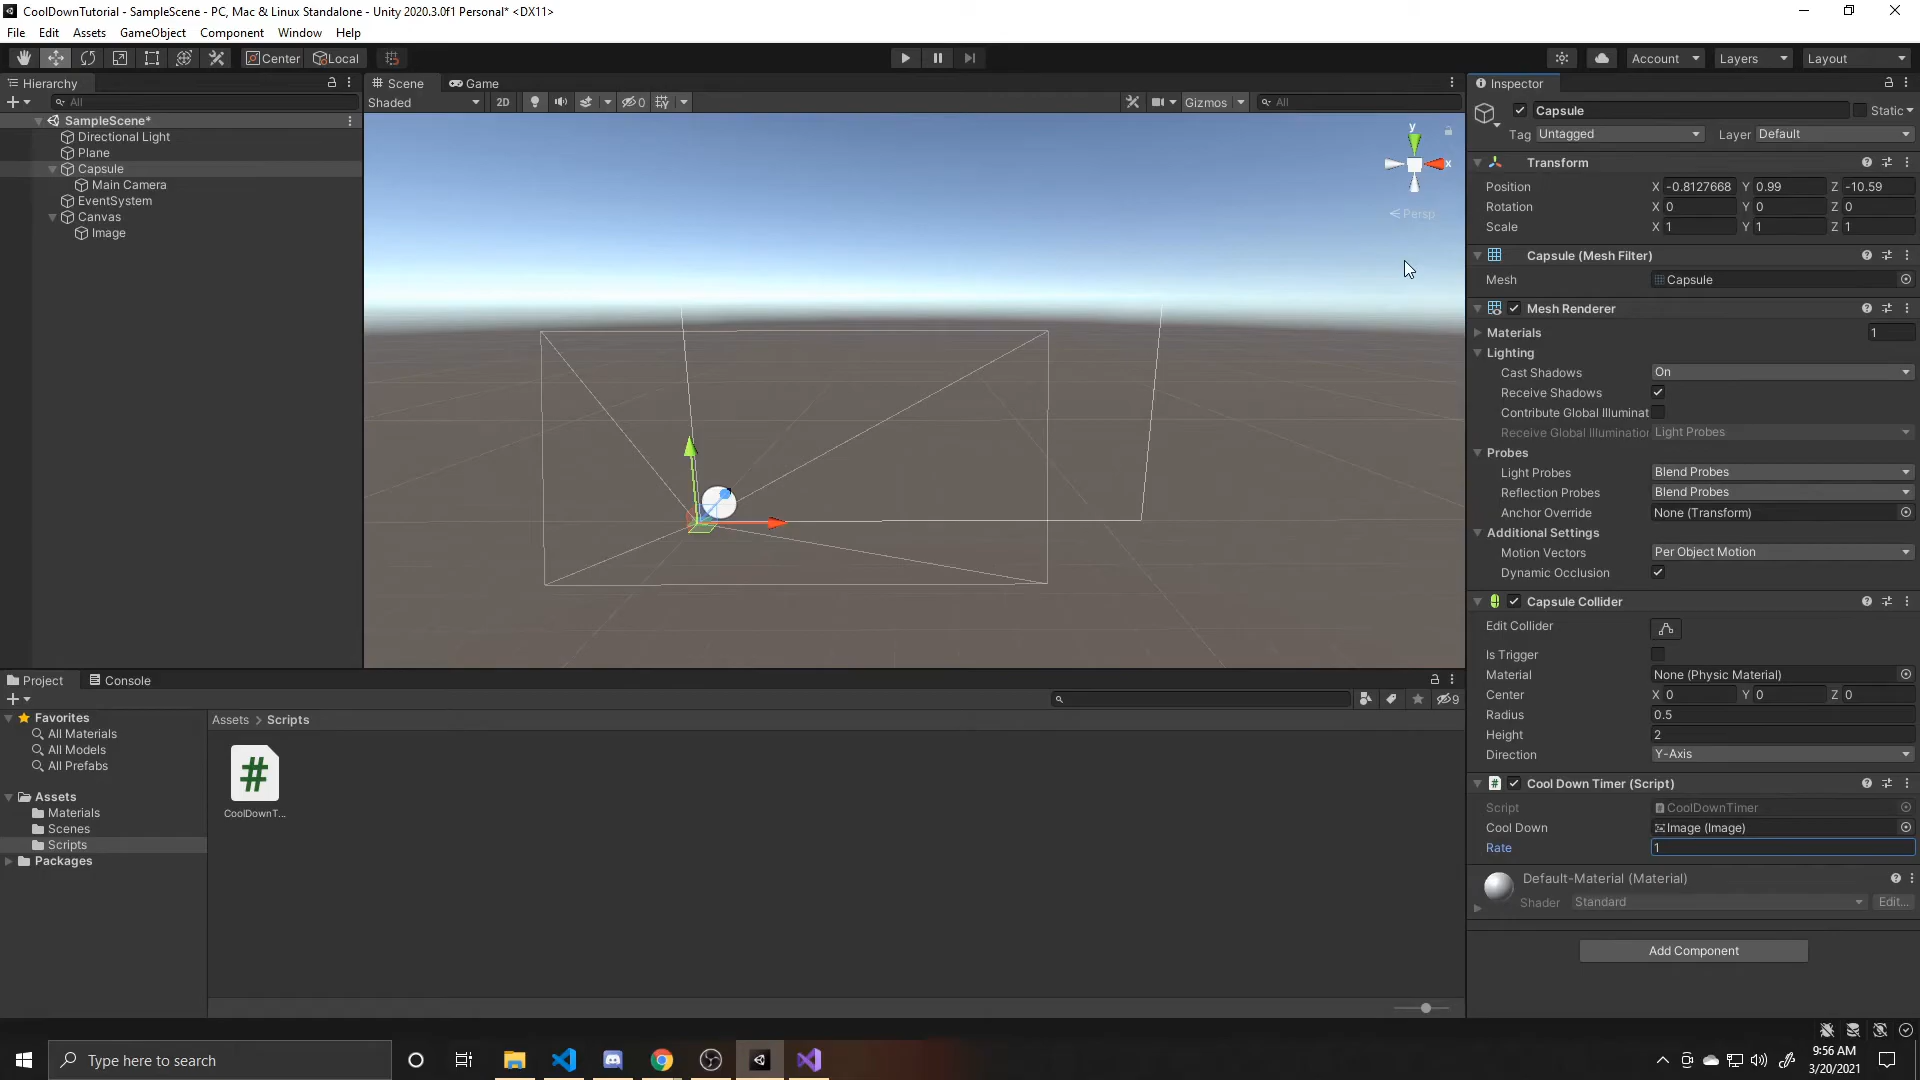 CoolDownTutorial - SampleScene - PC, Mac & Linux Standalone - Unity 2020.3.0f1 Personal* <DX11>
File Edit Assets GameObject Component Window Help
Center Local Account Layers Layout
Hierarchy
All
SampleScene*
Directional Light
Plane
Capsule
Main Camera
EventSystem
Canvas
Image
Scene Game
Shaded 2D 0 Gizmos All
y
x
Persp
Inspector
Capsule Static
Tag Untagged Layer Default
Transform
Position X -0.8127668 Y 0.99 Z -10.59
Rotation X 0 Y 0 Z 0
Scale X 1 Y 1 Z 1
Capsule (Mesh Filter)
Mesh Capsule
Mesh Renderer
Materials 1
Lighting
Cast Shadows On
Receive Shadows
Contribute Global Illuminat
Receive Global Illumination Light Probes
Probes
Light Probes Blend Probes
Reflection Probes Blend Probes
Anchor Override None (Transform)
Additional Settings
Motion Vectors Per Object Motion
Dynamic Occlusion
Capsule Collider
Edit Collider
Is Trigger
Material None (Physic Material)
Center X 0 Y 0 Z 0
Radius 0.5
Height 2
Direction Y-Axis
Cool Down Timer (Script)
Script CoolDownTimer
Cool Down Image (Image)
Rate 1
Default-Material (Material)
Shader Standard Edit...
Add Component
Project Console
9
Favorites
All Materials
All Models
All Prefabs
Assets
Materials
Scenes
Scripts
Packages
Assets > Scripts
#
CoolDownT...
Type here to search
9:56 AM
3/20/2021